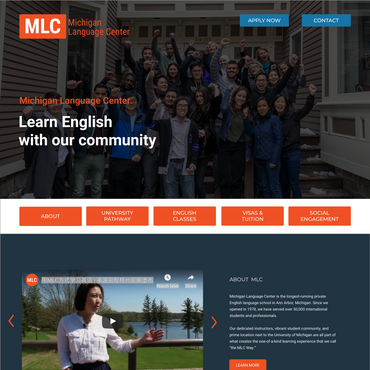 MLC
Michigan
Language Center
APPLY NOW
CONTACT
Michigan Language Center.
Learn English
with our community
ABOUT
UNIVERSITY
PATHWAY
ENGLISH
CLASSES
VISAS &
TUITION
SOCIAL
ENGAGEMENT
MLC
Watch later
Share
ABOUT MLC
Michigan Language Center is the longest-running private
English language school in Ann Arbor, Michigan. Since we
opened in 1978, we have served over 30,000 international
students and professionals.
Our dedicated instructors, vibrant student community, and
prime location next to the University of Michigan are all part of
what creates the one-of-a-kind learning experience that we call
"the MLC Way."
LEARN MORE